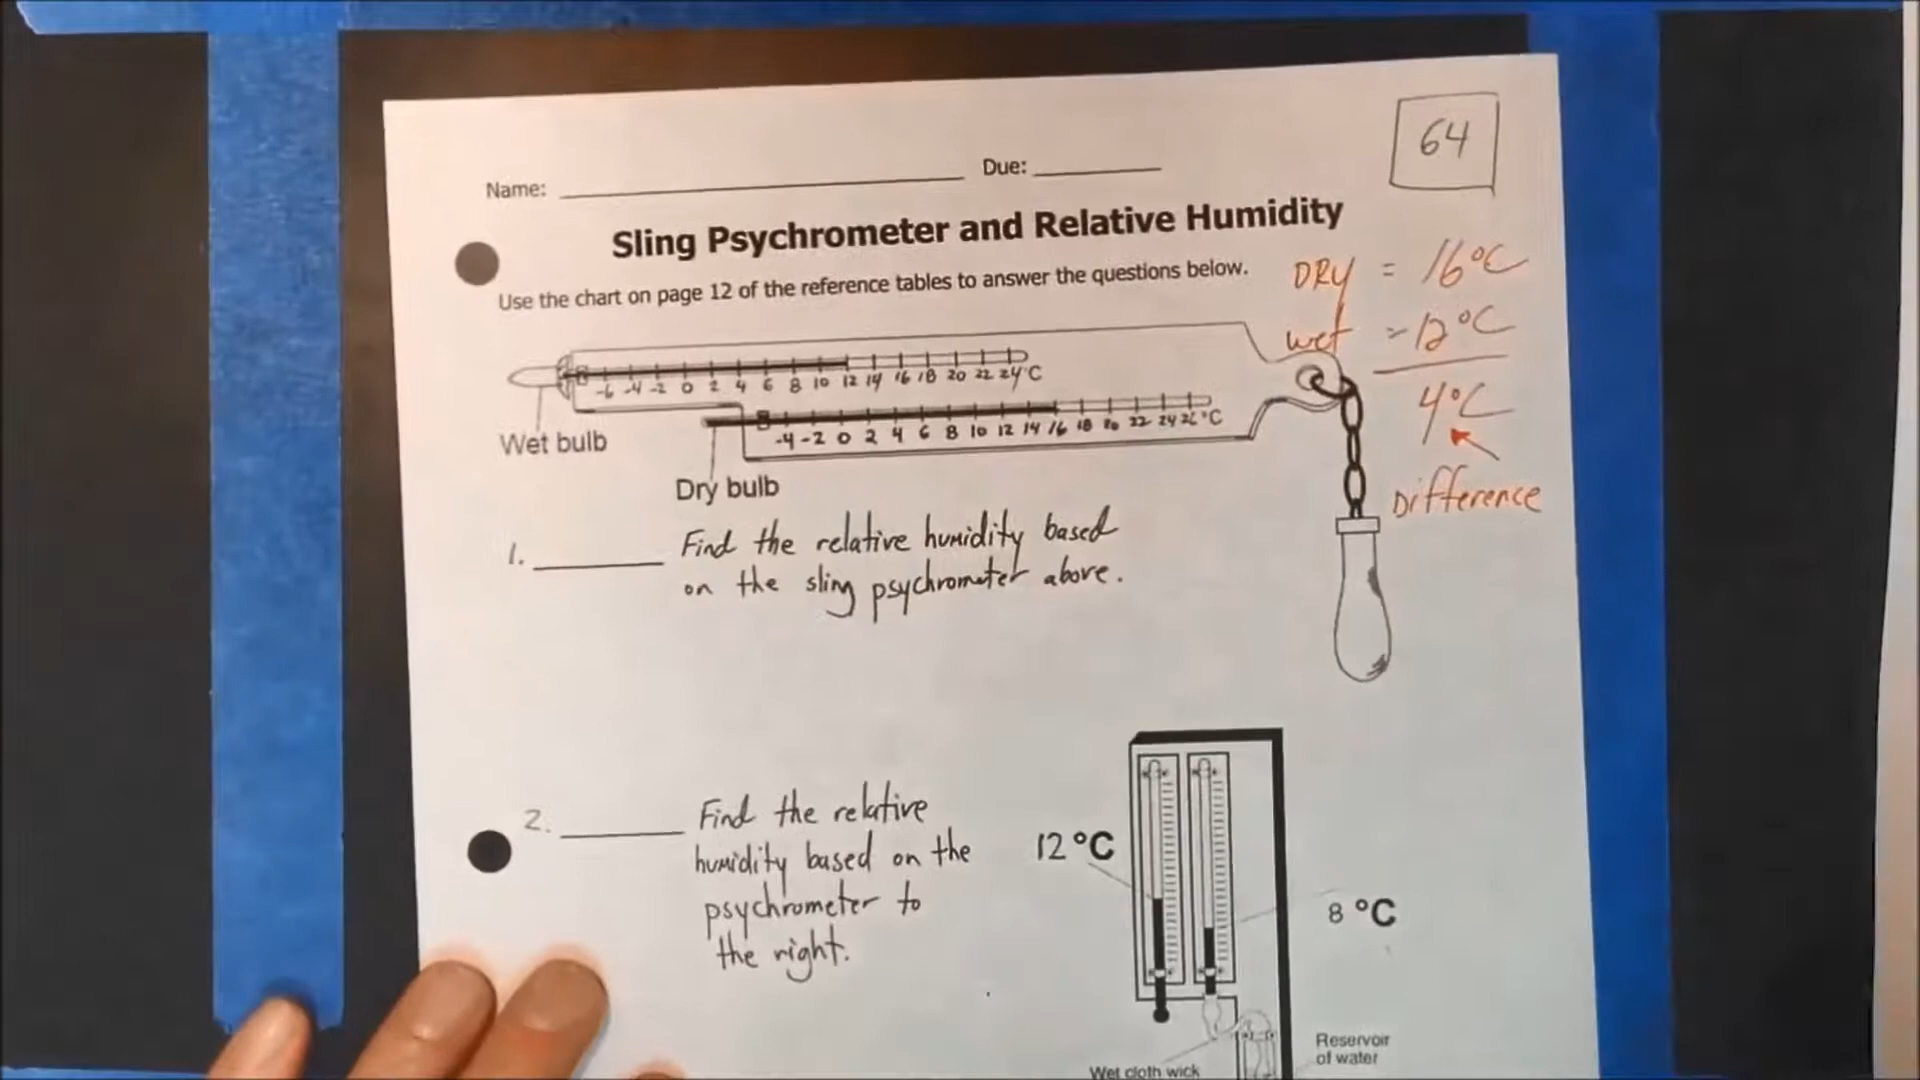 64
Name: ____________ Due: ________
Sling Psychrometer and Relative Humidity
Use the chart on page 12 of the reference tables to answer the questions below.
DRY = 16°C
wet - 12°C
4°C
Difference
-6 -4 -2 0 2 4 6 8 10 12 14 16 18 20 22 24°C
-4 -2 0 2 4 6 8 10 12 14 16 18 20 22 24 26°C
Wet bulb
Dry bulb
1. ________ Find the relative humidity based
on the sling psychrometer above.
2. ________ Find the relative
humidity based on the
psychrometer to
the right.
12 °C
8 °C
Reservoir
of water
Wet cloth wick